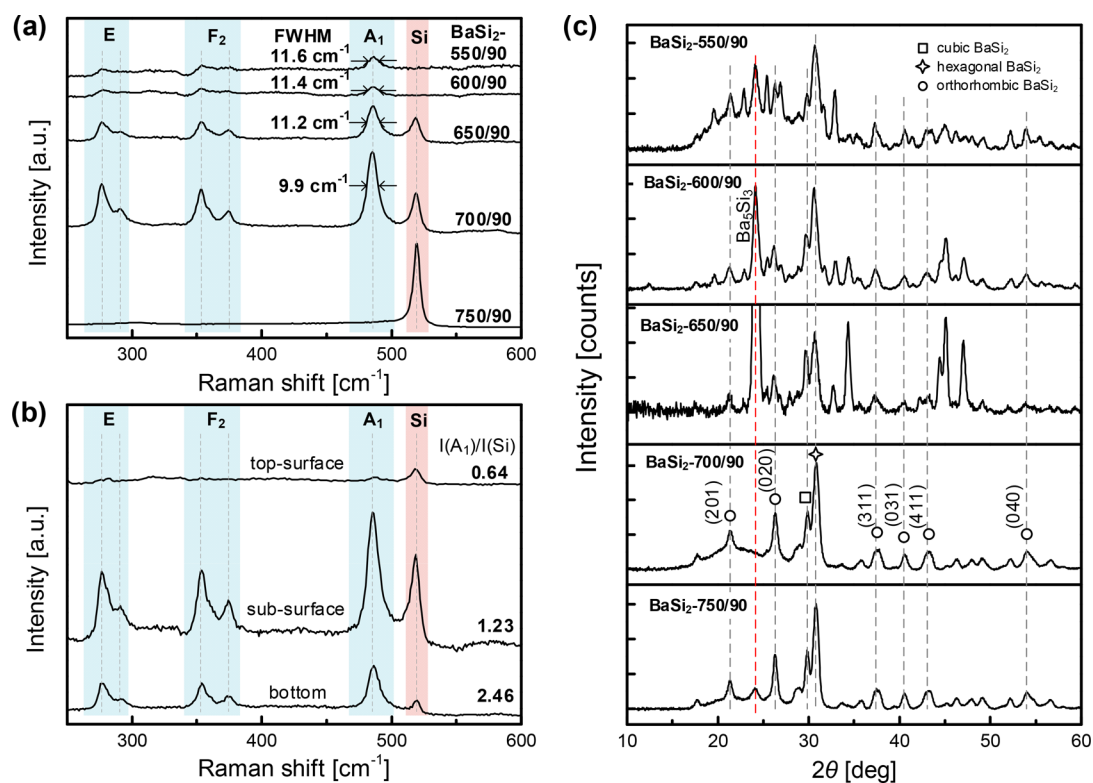 (a)
E F₂ FWHM A₁ Si BaSi₂-
11.6 cm⁻¹ 550/90
11.4 cm⁻¹ 600/90
11.2 cm⁻¹ 650/90
9.9 cm⁻¹
700/90
750/90
Intensity [a.u.]
300 400 500 600
Raman shift [cm⁻¹]
(b)
E F₂ A₁ Si
I(A₁)/I(Si)
top-surface 0.64
sub-surface 1.23
bottom 2.46
Intensity [a.u.]
300 400 500 600
Raman shift [cm⁻¹]
(c)
BaSi₂-550/90
cubic BaSi₂
hexagonal BaSi₂
orthorhombic BaSi₂
BaSi₂-600/90
Ba₅Si₃
BaSi₂-650/90
BaSi₂-700/90
(201) (020) (311) (031) (411) (040)
BaSi₂-750/90
Intensity [counts]
10 20 30 40 50 60
2θ [deg]